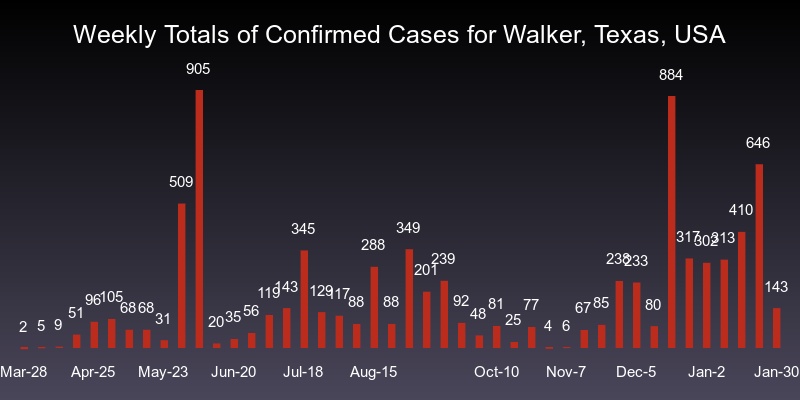 Weekly Totals of Confirmed Cases for Walker, Texas, USA
2 5 9 51 96 105 68 68 31 509 905 20 35 56 119 143 345 129 117 88 288 88 349 201 239 92 48 81 25 77 4 6 67 85 238 233 80 884 317 302 313 410 646 143
Mar-28 Apr-25 May-23 Jun-20 Jul-18 Aug-15 Oct-10 Nov-7 Dec-5 Jan-2 Jan-30